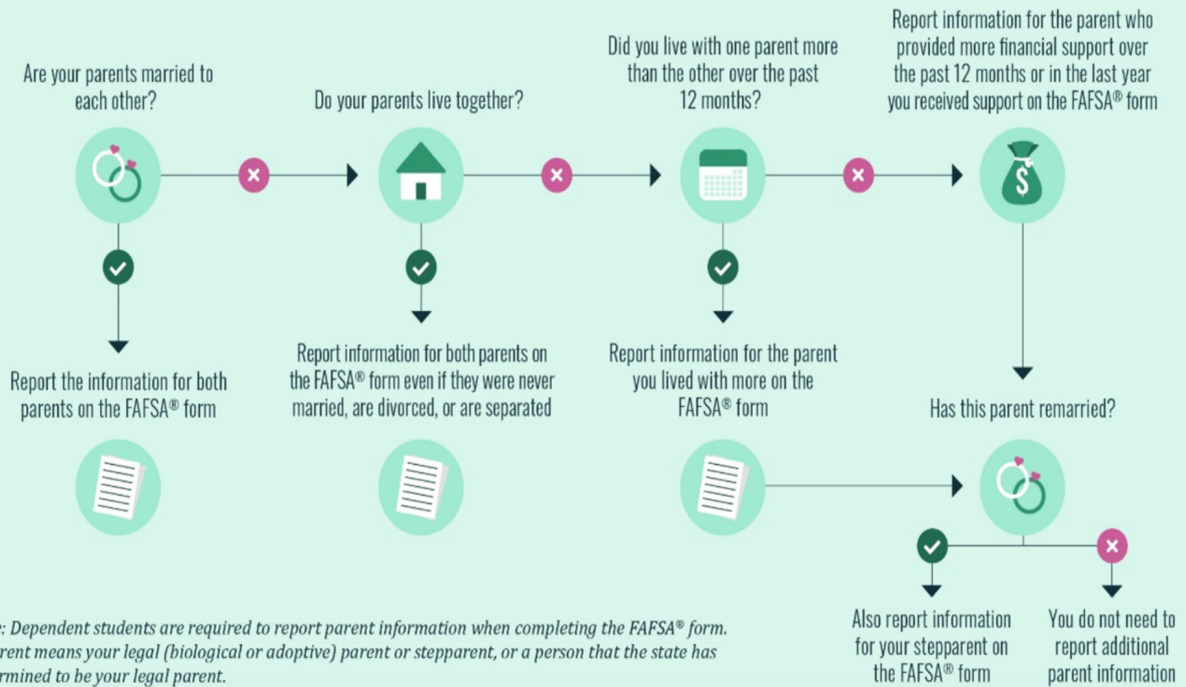 Are your parents married to
each other?
Do your parents live together?
Did you live with one parent more
than the other over the past
12 months?
Report information for the parent who
provided more financial support over
the past 12 months or in the last year
you received support on the FAFSA® form
$
Report the information for both
parents on the FAFSA® form
Report information for both parents on
the FAFSA® form even if they were never
married, are divorced, or are separated
Report information for the parent
you lived with more on the
FAFSA® form
Has this parent remarried?
Also report information
for your stepparent on
the FAFSA® form
You do not need to
report additional
parent information
: Dependent students are required to report parent information when completing the FAFSA® form.
rent means your legal (biological or adoptive) parent or stepparent, or a person that the state has
ermined to be your legal parent.